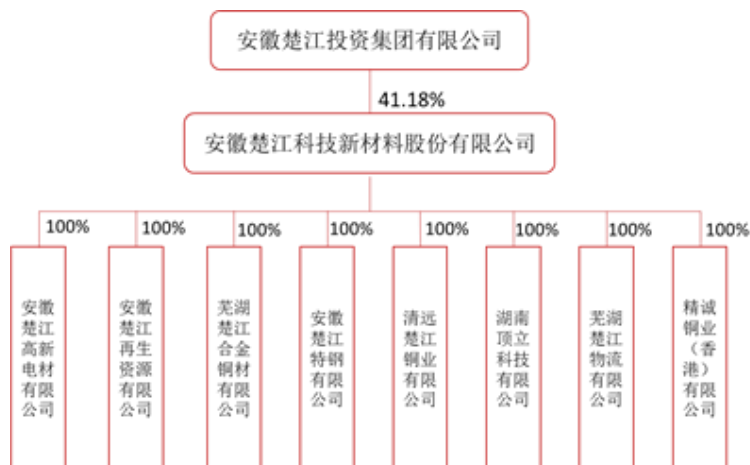 安徽楚江投资集团有限公司
41.18%
安徽楚江科技新材料股份有限公司
100%
100%
100%
100%
100%
100%
100%
100%
安徽
楚江
高新
电材
有限
公司
安徽
楚江
再生
资源
有限
公司
芜湖
楚江
合金
铜材
有限
公司
安徽
楚江
特钢
有限
公司
清远
楚江
铜业
有限
公司
湖南
顶立
科技
有限
公司
芜湖
楚江
物流
有限
公司
精诚
铜业
（香
港）
有限
公司